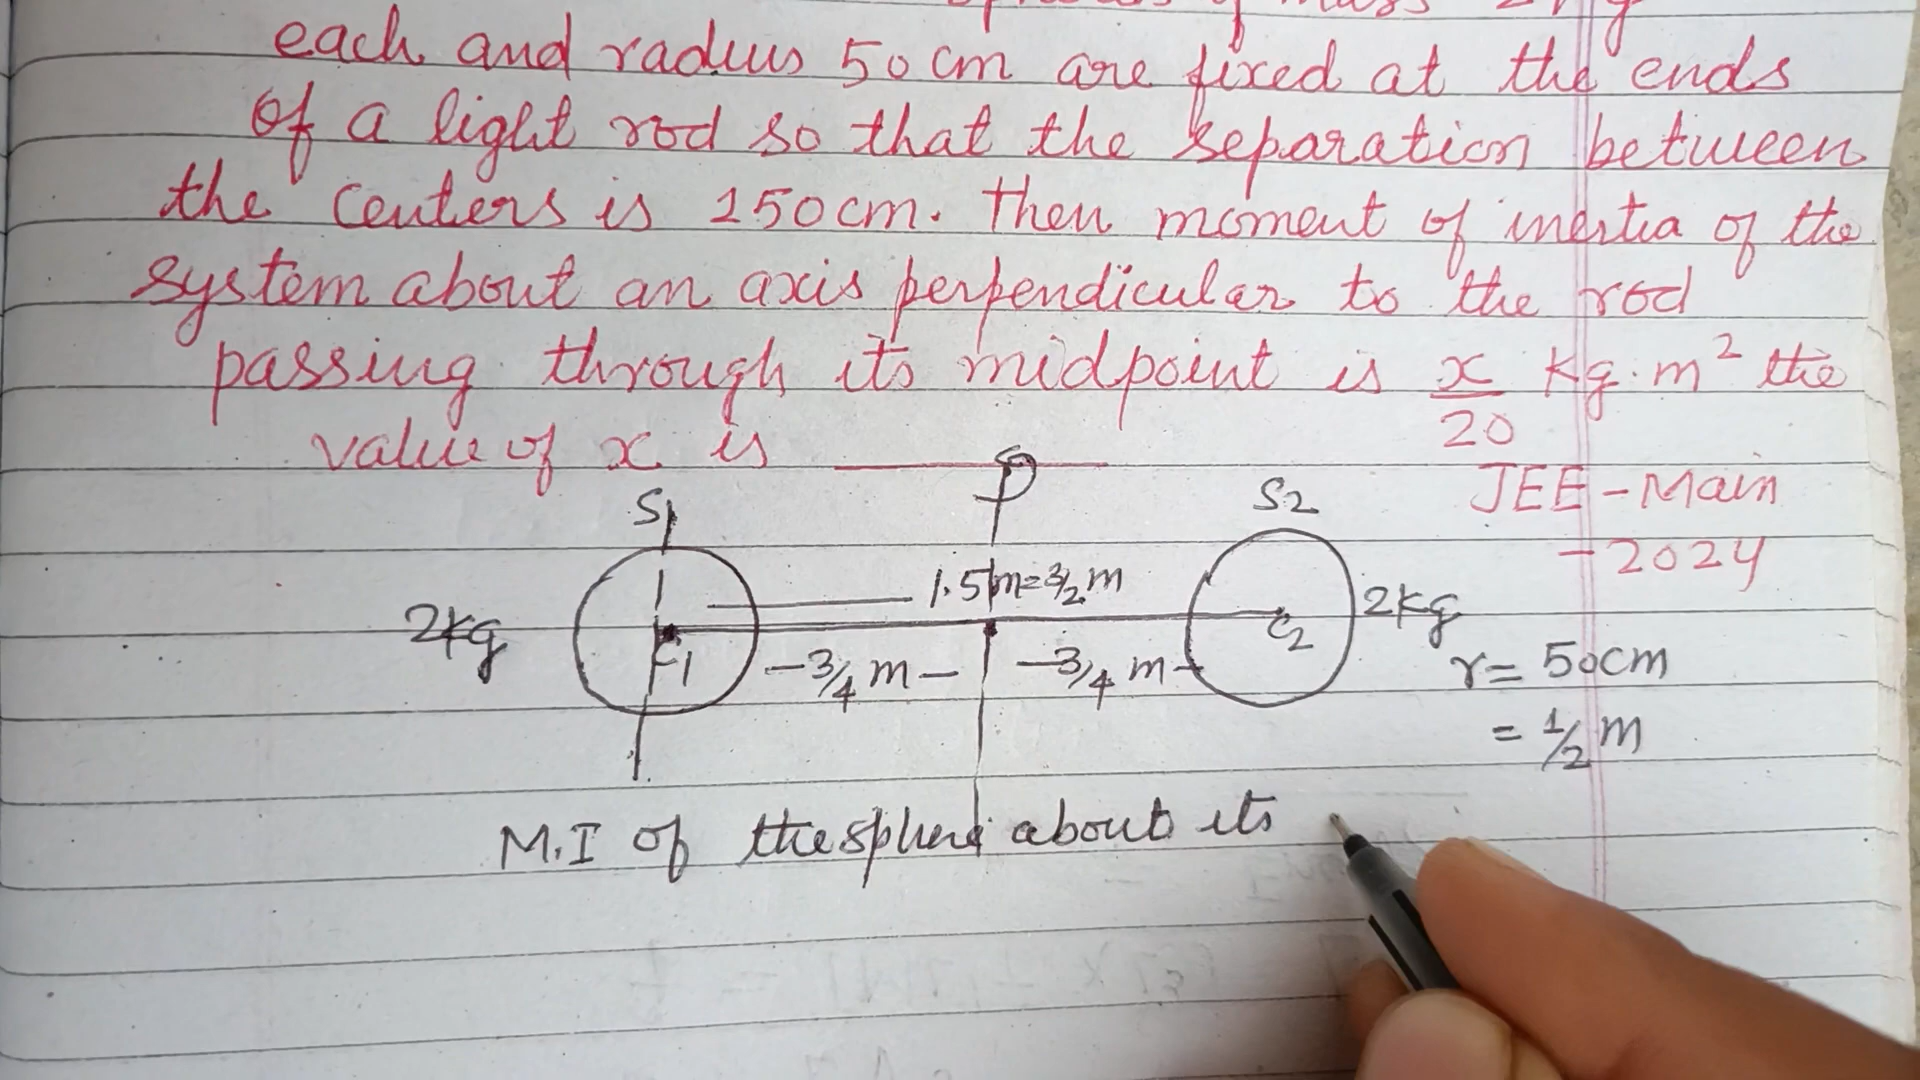 each and radius 50 cm are fixed at the ends
of a light rod so that the separation between
the centers is 150cm. Then moment of inertia of the
system about an axis perpendicular to the rod
passing through its midpoint is x/20 Kg.m² the
value of x is
JEE-Main
-2024
S1
P
S2
1.5m=3/2m
2kg
C1
C2
2kg
-3/4 m-
-3/4 m-
r= 50cm
= 1/2 m
M.I of the sphere about its